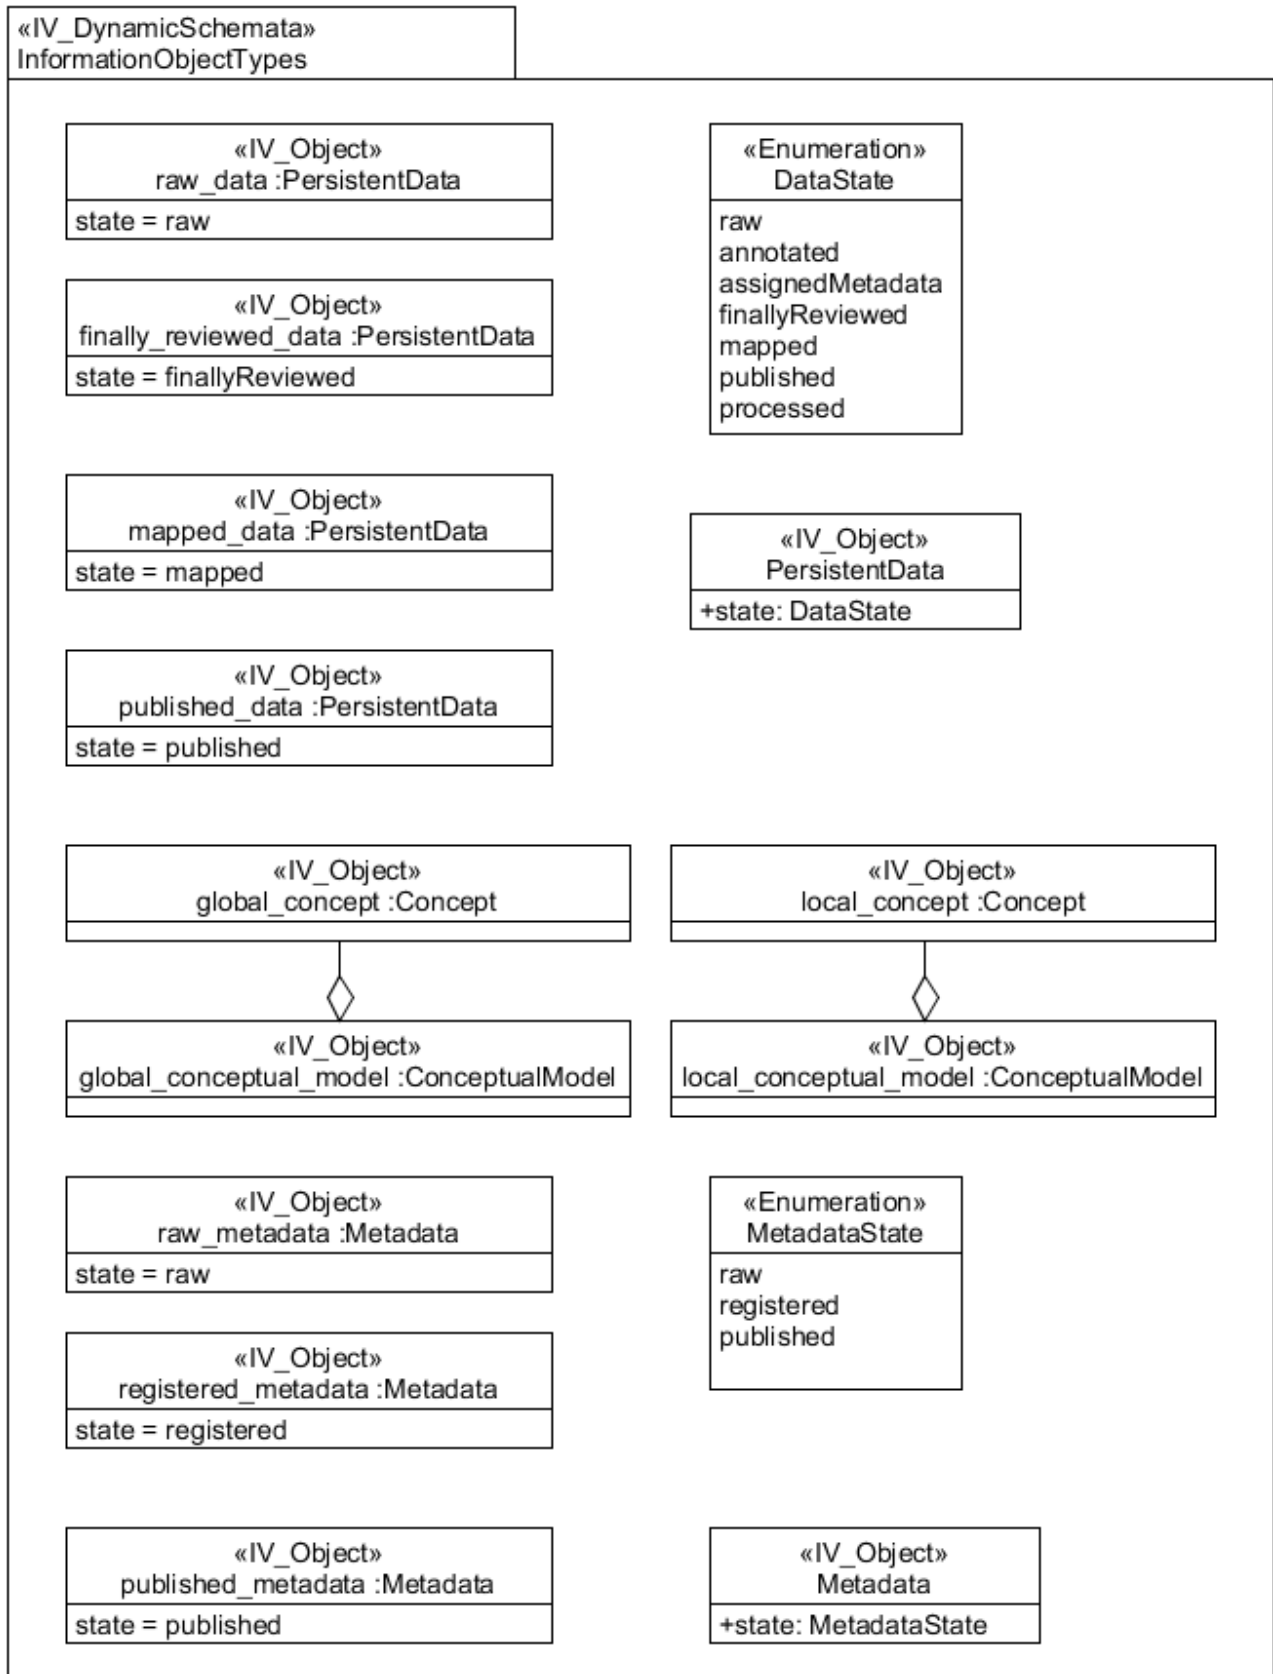 «IV_DynamicSchemata»
InformationObjectTypes
«IV_Object»
raw_data :PersistentData
state = raw
«Enumeration»
DataState
raw
annotated
assignedMetadata
finallyReviewed
mapped
published
processed
«IV_Object»
finally_reviewed_data :PersistentData
state = finallyReviewed
«IV_Object»
mapped_data :PersistentData
state = mapped
«IV_Object»
PersistentData
+state: DataState
«IV_Object»
published_data :PersistentData
state = published
«IV_Object»
global_concept :Concept
«IV_Object»
local_concept :Concept
«IV_Object»
global_conceptual_model :ConceptualModel
«IV_Object»
local_conceptual_model :ConceptualModel
«IV_Object»
raw_metadata :Metadata
state = raw
«Enumeration»
MetadataState
raw
registered
published
«IV_Object»
registered_metadata :Metadata
state = registered
«IV_Object»
published_metadata :Metadata
state = published
«IV_Object»
Metadata
+state: MetadataState